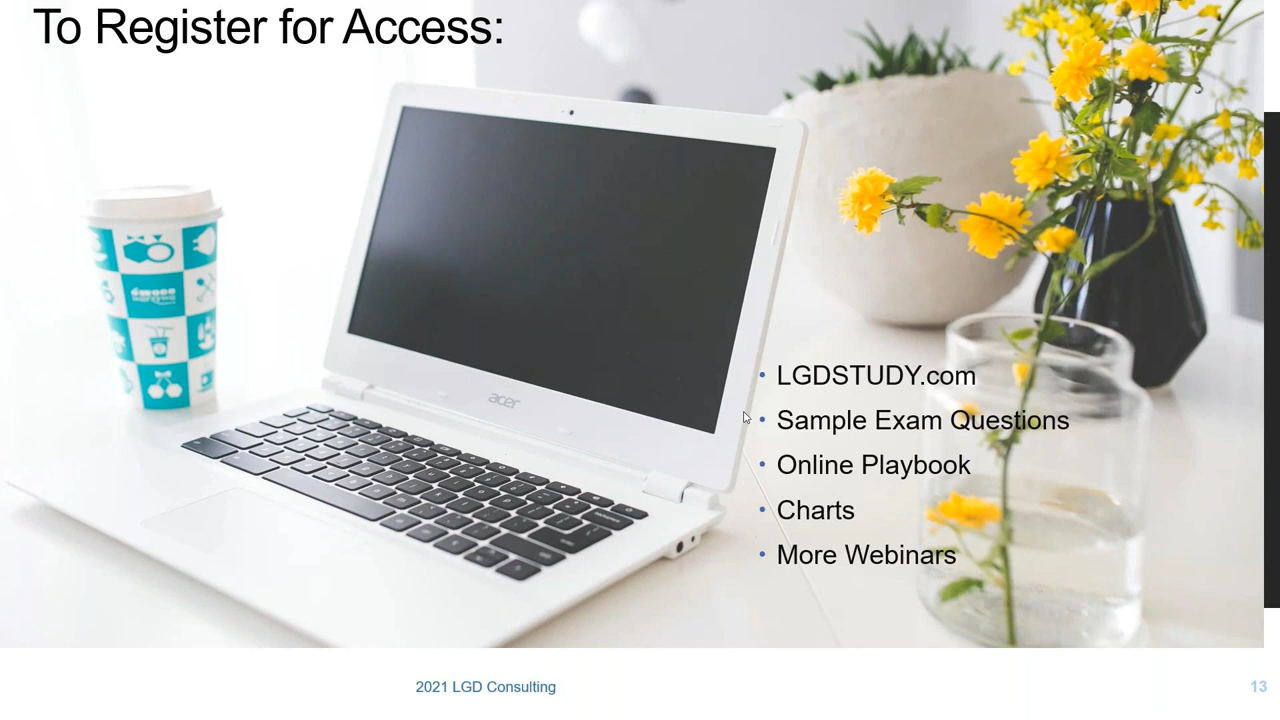 To Register for Access:
acer
LGDSTUDY.com
Sample Exam Questions
Online Playbook
Charts
More Webinars
2021 LGD Consulting
13